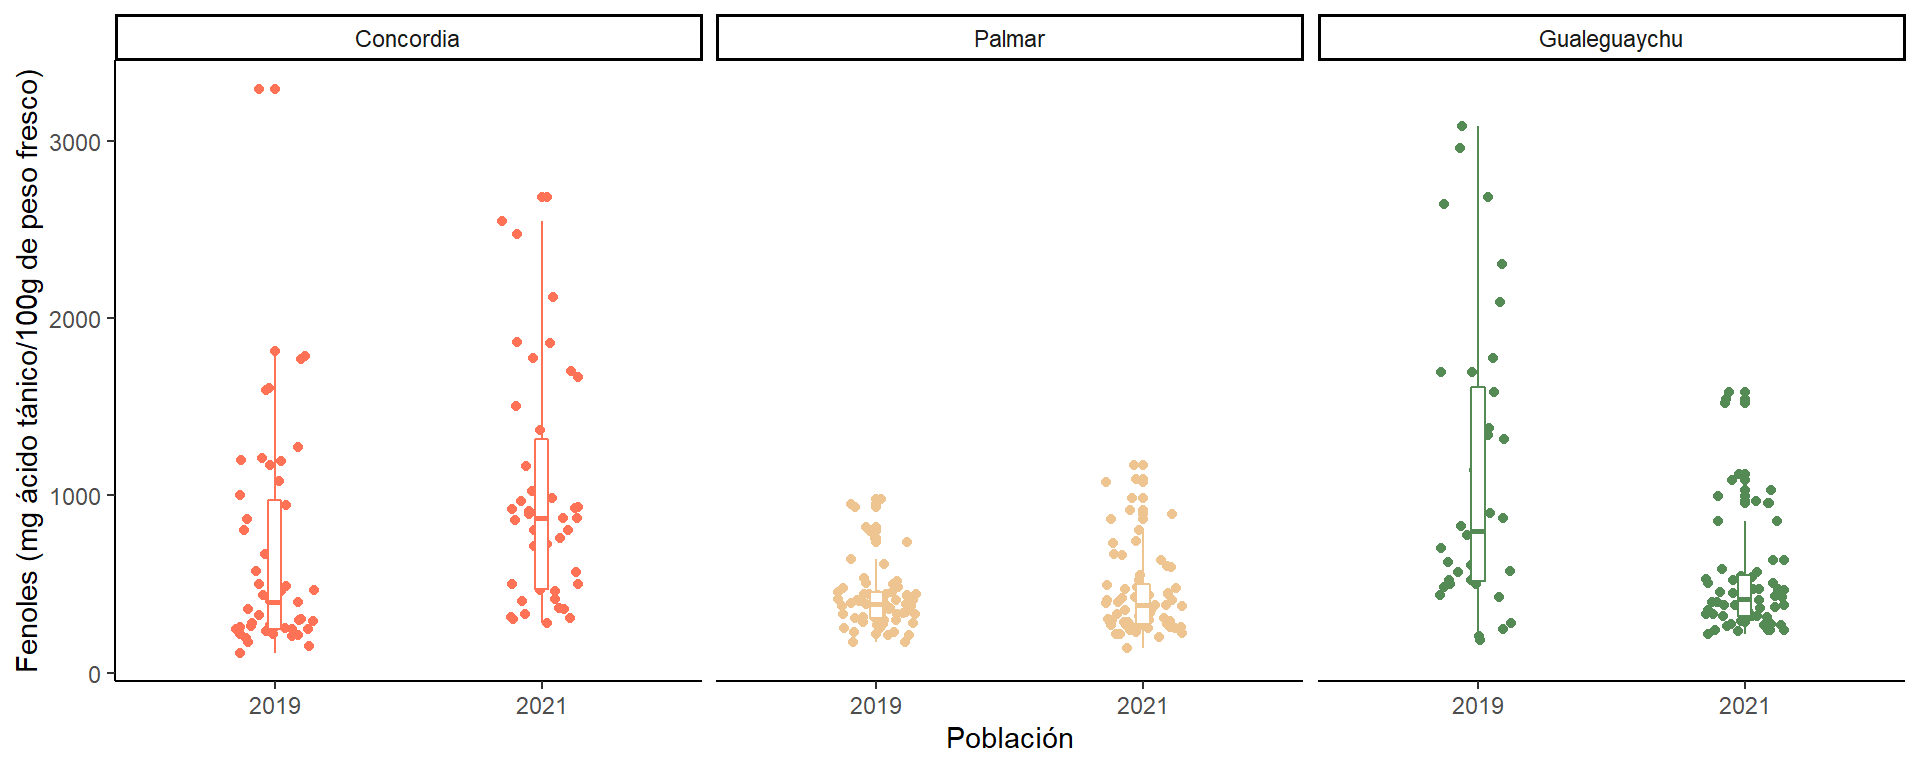 Concordia
Palmar
Gualeguaychu
Fenoles (mg ácido tánico/100g de peso fresco)
3000
2000
1000
0
2019
2021
2019
2021
2019
2021
Población